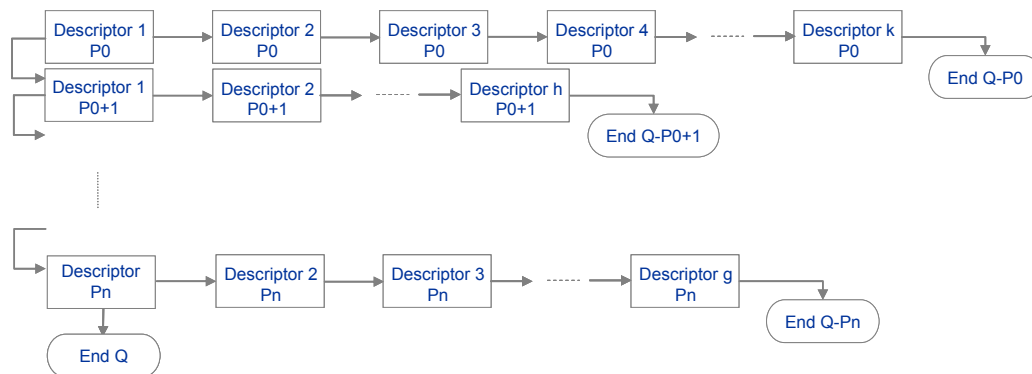 Descriptor 1
P0
Descriptor 2
P0
Descriptor 3
P0
Descriptor 4
P0
Descriptor k
P0
End Q-P0
Descriptor 1
P0+1
Descriptor 2
P0+1
Descriptor h
P0+1
End Q-P0+1
Descriptor
Pn
Descriptor 2
Pn
Descriptor 3
Pn
Descriptor g
Pn
End Q-Pn
End Q